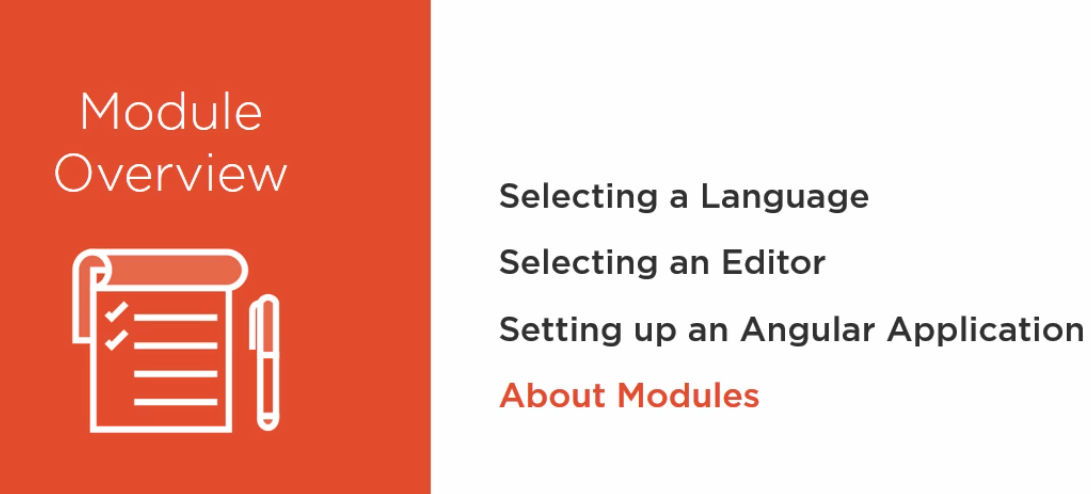 Module
Overview
Selecting a Language
Selecting an Editor
Setting up an Angular Application
About Modules